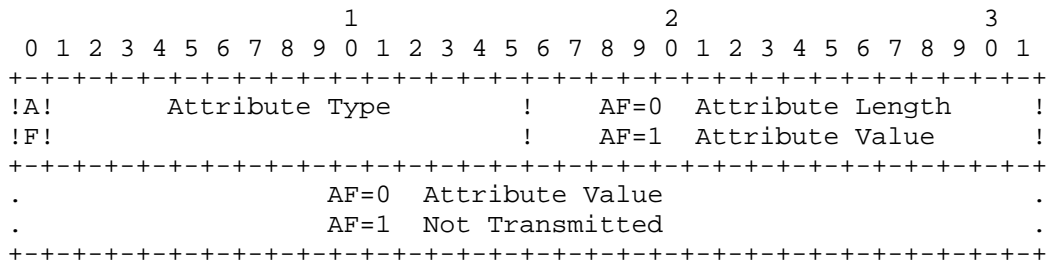 1                   2                   3
 0 1 2 3 4 5 6 7 8 9 0 1 2 3 4 5 6 7 8 9 0 1 2 3 4 5 6 7 8 9 0 1
+-+-+-+-+-+-+-+-+-+-+-+-+-+-+-+-+-+-+-+-+-+-+-+-+-+-+-+-+-+-+-+-+
!A!       Attribute Type        !    AF=0  Attribute Length     !
!F!                             !    AF=1  Attribute Value      !
+-+-+-+-+-+-+-+-+-+-+-+-+-+-+-+-+-+-+-+-+-+-+-+-+-+-+-+-+-+-+-+-+
.                   AF=0  Attribute Value                       .
.                   AF=1  Not Transmitted                       .
+-+-+-+-+-+-+-+-+-+-+-+-+-+-+-+-+-+-+-+-+-+-+-+-+-+-+-+-+-+-+-+-+